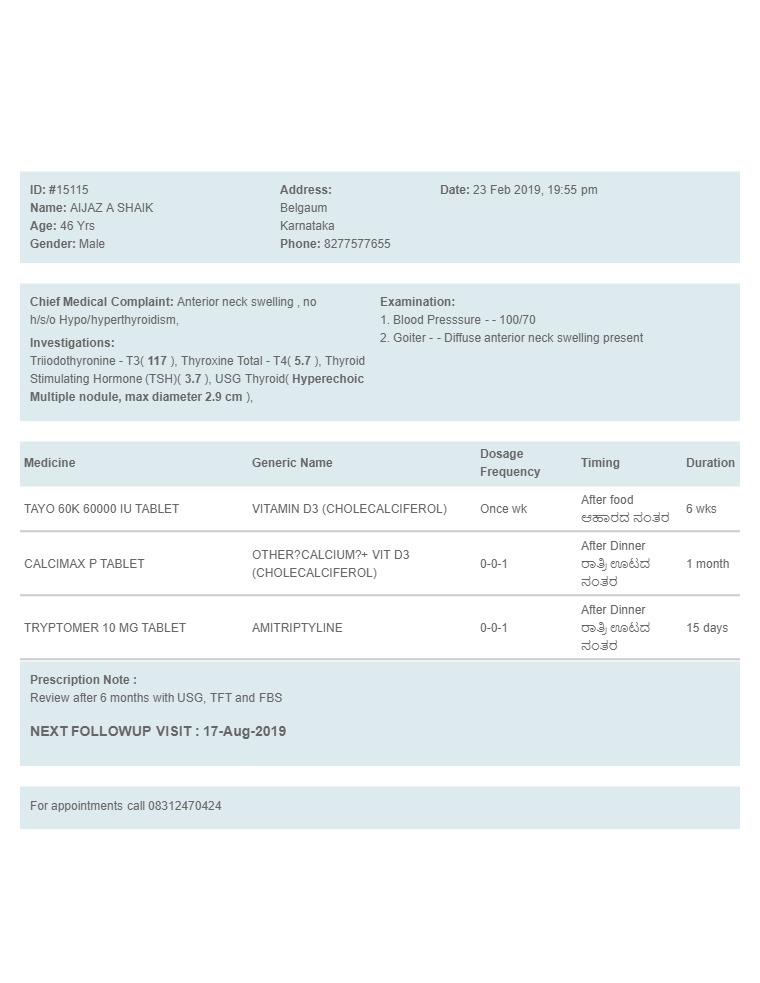 ID: #15115
Name: AIJAZ A SHAIK
Age: 46 Yrs
Gender: Male
Address:
Belgaum
Karnataka
Phone: 8277577655
Date: 23 Feb 2019, 19:55 pm
Chief Medical Complaint: Anterior neck swelling , no
h/s/o Hypo/hyperthyroidism,
Investigations:
Triiodothyronine - T3( 117 ), Thyroxine Total - T4( 5.7 ), Thyroid
Stimulating Hormone (TSH)( 3.7 ), USG Thyroid( Hyperechoic
Multiple nodule, max diameter 2.9 cm ),
Examination:
1. Blood Presssure - - 100/70
2. Goiter - - Diffuse anterior neck swelling present
Medicine Generic Name Dosage Frequency Timing Duration
TAYO 60K 60000 IU TABLET VITAMIN D3 (CHOLECALCIFEROL) Once wk After food 6 wks
ಆಹಾರದ ನಂತರ
CALCIMAX P TABLET OTHER?CALCIUM?+ VIT D3 (CHOLECALCIFEROL) 0-0-1 After Dinner 1 month
ರಾತ್ರಿ ಊಟದ
ನಂತರ
TRYPTOMER 10 MG TABLET AMITRIPTYLINE 0-0-1 After Dinner 15 days
ರಾತ್ರಿ ಊಟದ
ನಂತರ
Prescription Note :
Review after 6 months with USG, TFT and FBS
NEXT FOLLOWUP VISIT : 17-Aug-2019
For appointments call 08312470424